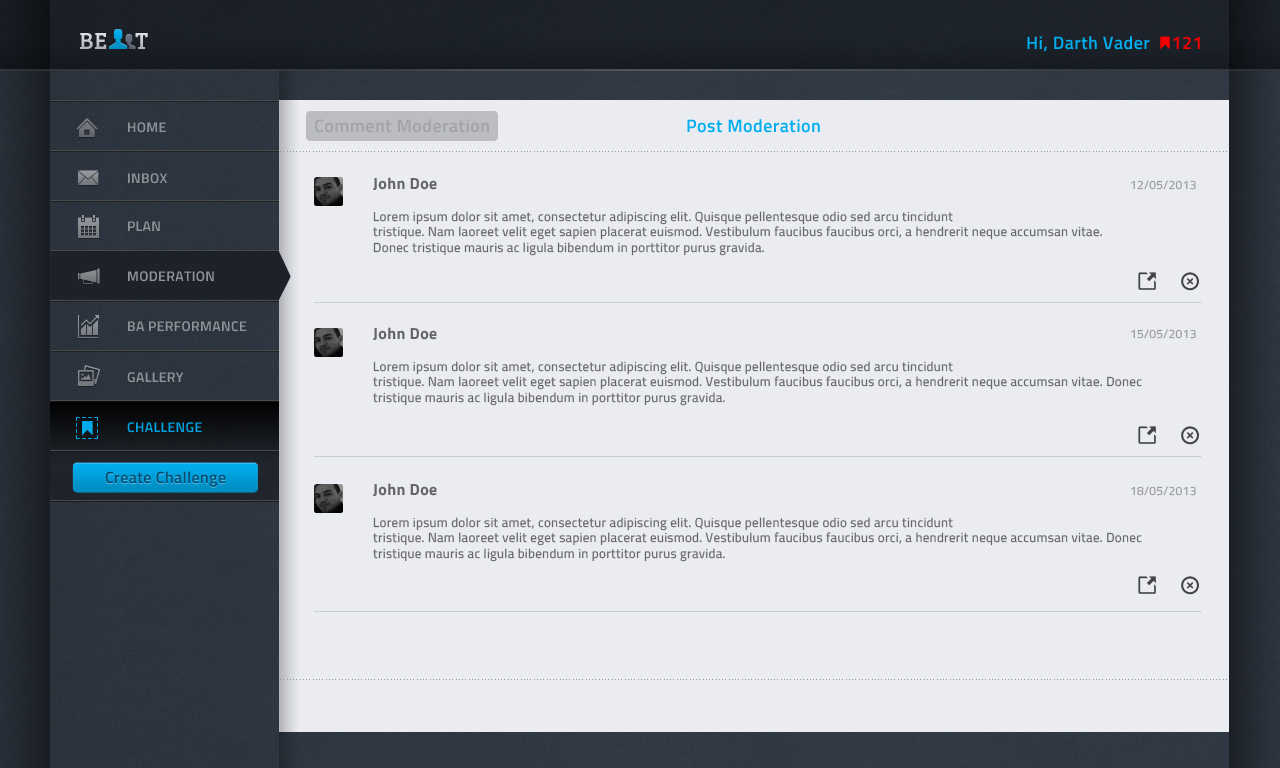 BE T
Hi, Darth Vader 121
HOME
INBOX
PLAN
MODERATION
BA PERFORMANCE
GALLERY
CHALLENGE
Create Challenge
Comment Moderation
Post Moderation
John Doe
12/05/2013
Lorem ipsum dolor sit amet, consectetur adipiscing elit. Quisque pellentesque odio sed arcu tincidunt
tristique. Nam laoreet velit eget sapien placerat euismod. Vestibulum faucibus faucibus orci, a hendrerit neque accumsan vitae.
Donec tristique mauris ac ligula bibendum in porttitor purus gravida.
John Doe
15/05/2013
Lorem ipsum dolor sit amet, consectetur adipiscing elit. Quisque pellentesque odio sed arcu tincidunt
tristique. Nam laoreet velit eget sapien placerat euismod. Vestibulum faucibus faucibus orci, a hendrerit neque accumsan vitae. Donec
tristique mauris ac ligula bibendum in porttitor purus gravida.
John Doe
18/05/2013
Lorem ipsum dolor sit amet, consectetur adipiscing elit. Quisque pellentesque odio sed arcu tincidunt
tristique. Nam laoreet velit eget sapien placerat euismod. Vestibulum faucibus faucibus orci, a hendrerit neque accumsan vitae. Donec
tristique mauris ac ligula bibendum in porttitor purus gravida.